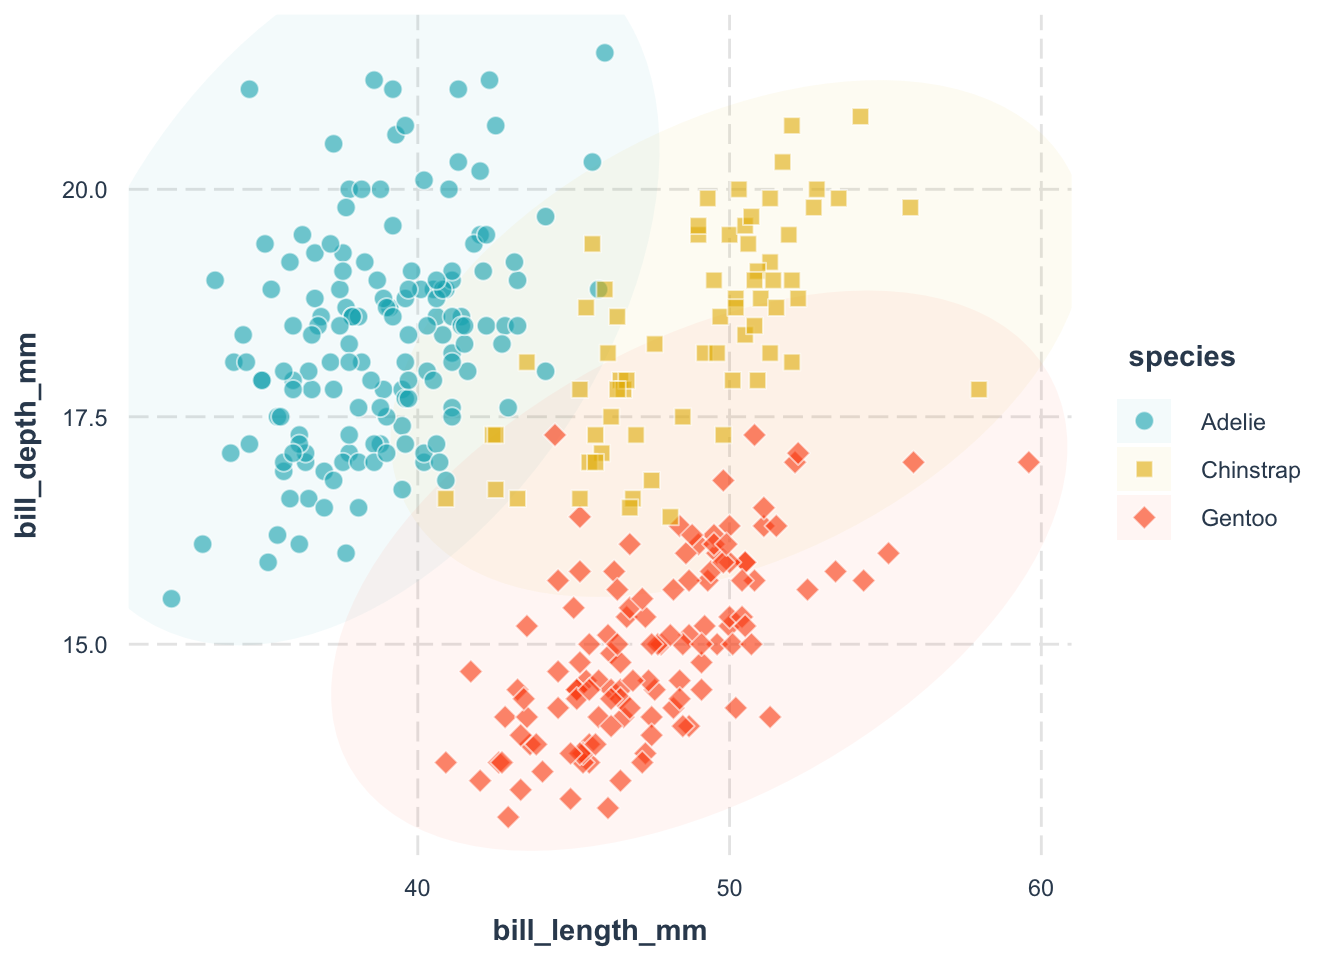 20.0
17.5
15.0
bill_depth_mm
40
50
60
bill_length_mm
species
Adelie
Chinstrap
Gentoo